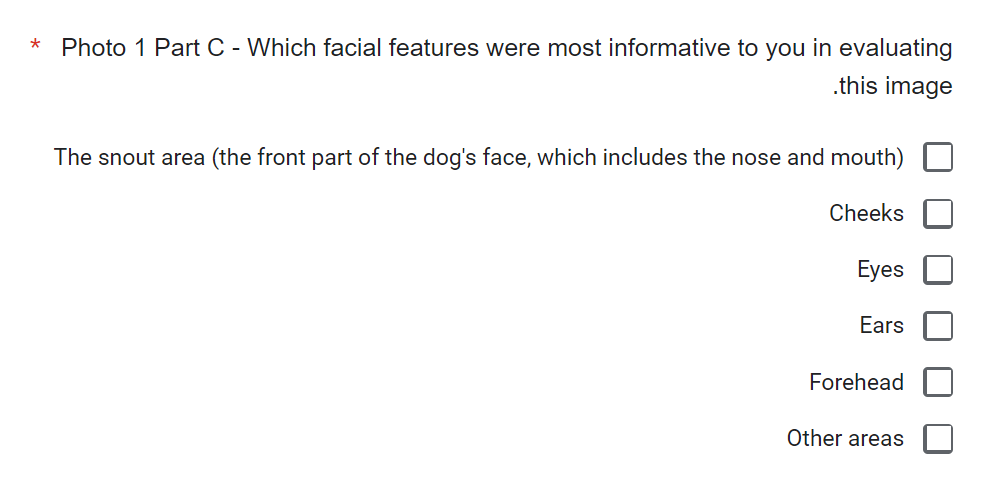 * Photo 1 Part C - Which facial features were most informative to you in evaluating
.this image
The snout area (the front part of the dog's face, which includes the nose and mouth)
Cheeks
Eyes
Ears
Forehead
Other areas